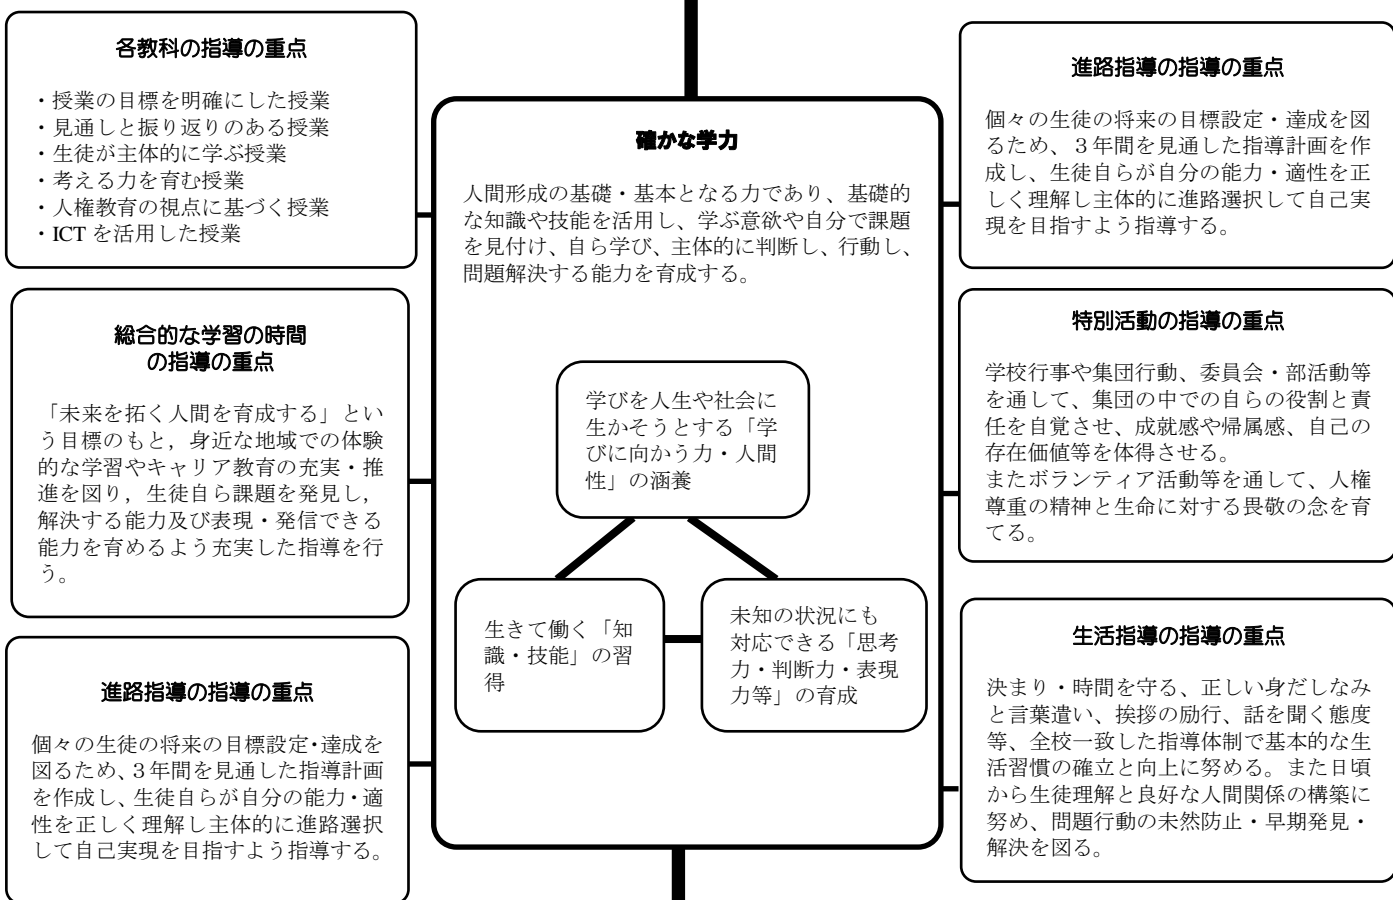 各教科の指導の重点
・授業の目標を明確にした授業
・見通しと振り返りのある授業
・生徒が主体的に学ぶ授業
・考える力を育む授業
・人権教育の視点に基づく授業
・ICT を活用した授業
総合的な学習の時間
の指導の重点
「未来を拓く人間を育成する」とい
う目標のもと，身近な地域での体験
的な学習やキャリア教育の充実・推
進を図り，生徒自ら課題を発見し，
解決する能力及び表現・発信できる
能力を育めるよう充実した指導を行
う。
進路指導の指導の重点
個々の生徒の将来の目標設定・達成を
図るため、３年間を見通した指導計画
を作成し、生徒自らが自分の能力・適
性を正しく理解し主体的に進路選択
して自己実現を目指すよう指導する。
確かな学力
人間形成の基礎・基本となる力であり、基礎的
な知識や技能を活用し、学ぶ意欲や自分で課題
を見付け、自ら学び、主体的に判断し、行動し、
問題解決する能力を育成する。
学びを人生や社会に
生かそうとする「学
びに向かう力・人間
性」の涵養
生きて働く「知
識・技能」の習
得
未知の状況にも
対応できる「思考
力・判断力・表現
力等」の育成
進路指導の指導の重点
個々の生徒の将来の目標設定・達成を図
るため、３年間を見通した指導計画を作
成し、生徒自らが自分の能力・適性を正
しく理解し主体的に進路選択して自己実
現を目指すよう指導する。
特別活動の指導の重点
学校行事や集団行動、委員会・部活動等
を通して、集団の中での自らの役割と責
任を自覚させ、成就感や帰属感、自己の
存在価値等を体得させる。
またボランティア活動等を通して、人権
尊重の精神と生命に対する畏敬の念を育
てる。
生活指導の指導の重点
決まり・時間を守る、正しい身だしなみ
と言葉遣い、挨拶の励行、話を聞く態度
等、全校一致した指導体制で基本的な生
活習慣の確立と向上に努める。また日頃
から生徒理解と良好な人間関係の構築に
努め、問題行動の未然防止・早期発見・
解決を図る。